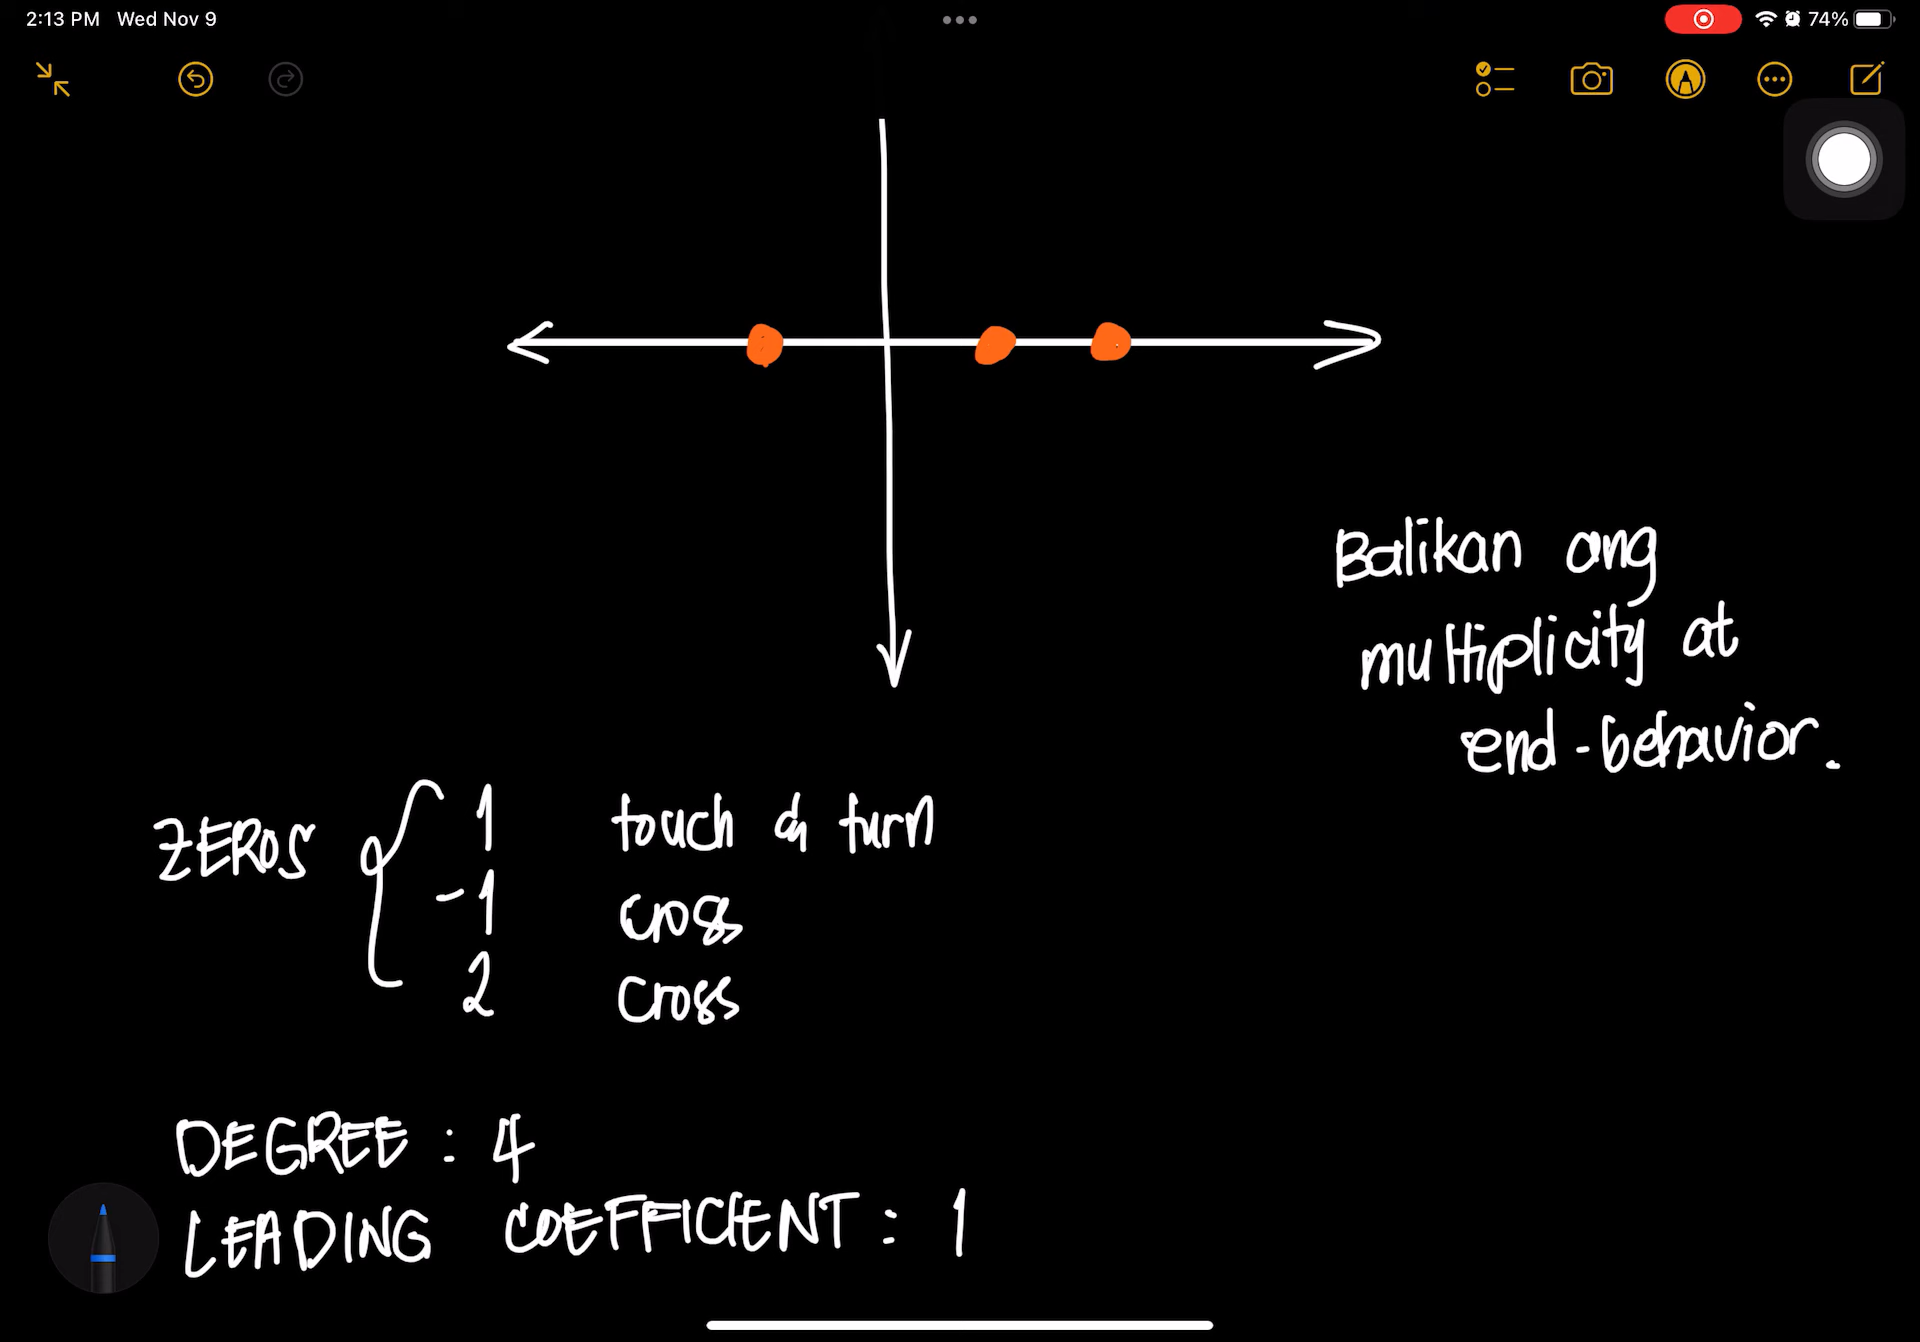 2:13 PM Wed Nov 9
74%
Balikan ang
multiplicity at
end-behavior.
ZEROS { 1 touch & turn
-1 cross
2 cross
DEGREE : 4
LEADING COEFFICIENT : 1